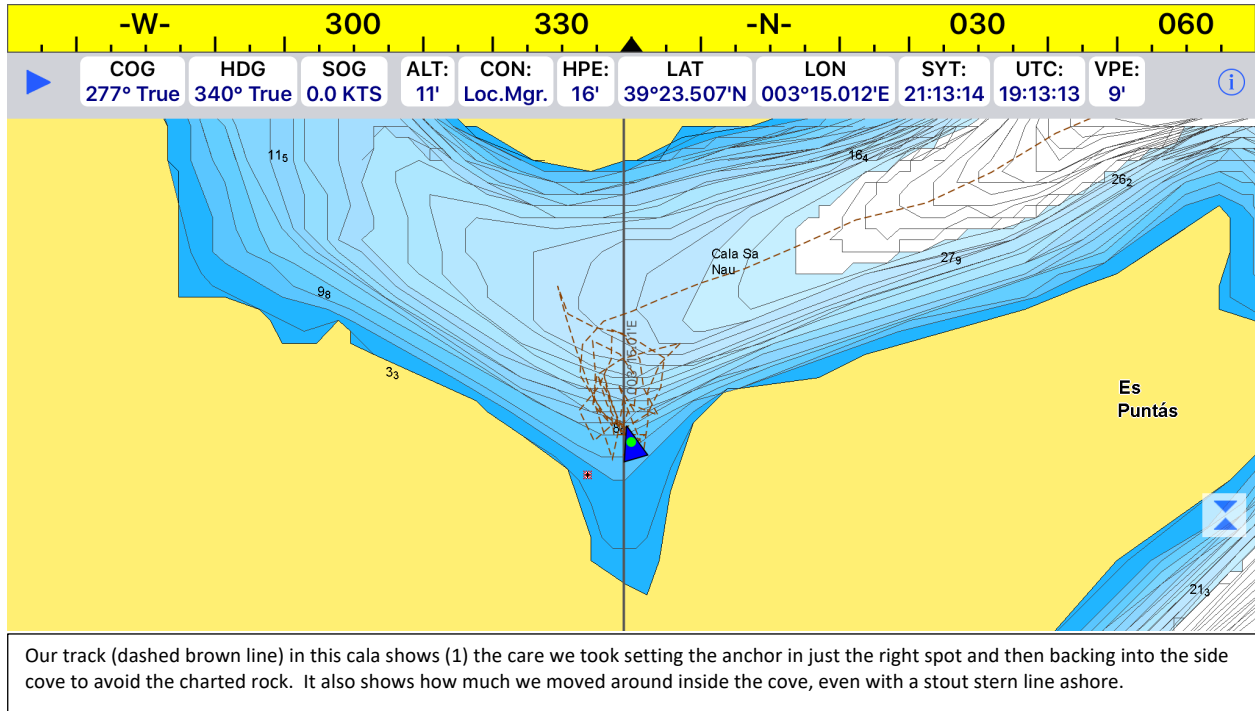 -W- 300 330 -N- 030 060
COG HDG SOG ALT: CON: HPE: LAT LON SYT: UTC: VPE:
277° True 340° True 0.0 KTS 11' Loc.Mgr. 16' 39°23.507'N 003°15.012'E 21:13:14 19:13:13 9'
11₅
16₄
26₂
Cala Sa
Nau
27₉
9₈
3₃
Es
Puntás
21₃
Our track (dashed brown line) in this cala shows (1) the care we took setting the anchor in just the right spot and then backing into the side
cove to avoid the charted rock.  It also shows how much we moved around inside the cove, even with a stout stern line ashore.